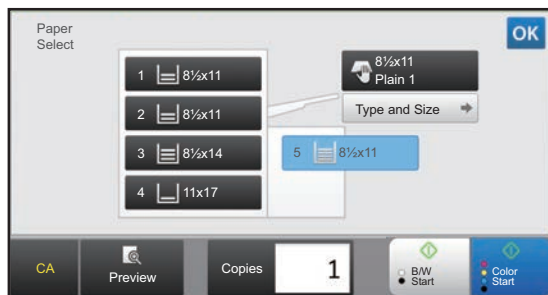 Paper
Select
OK
1 8½x11
2 8½x11
3 8½x14
4 11x17
8½x11
Plain 1
Type and Size
5 8½x11
CA
Preview
Copies
1
B/W
Start
Color
Start